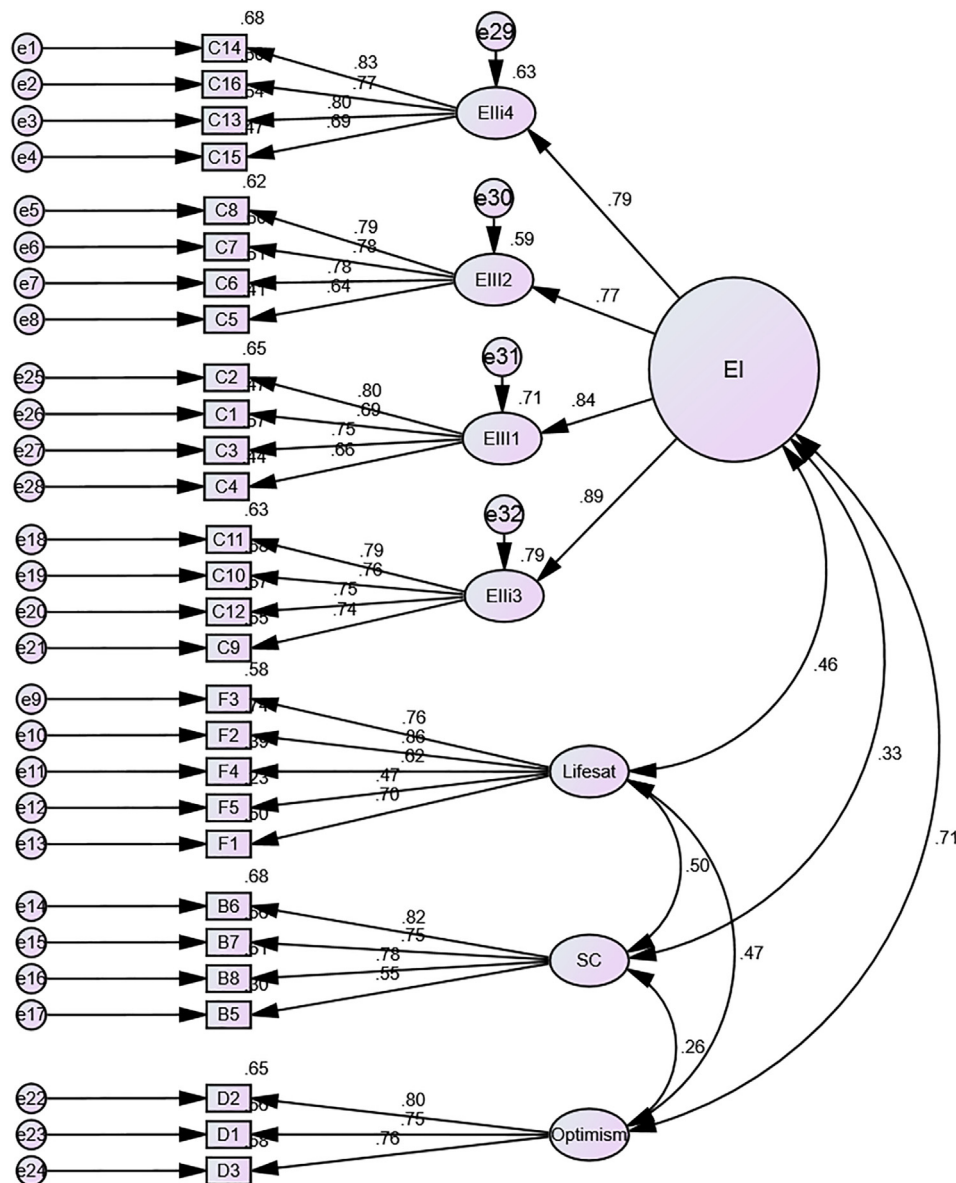 .68
e1 C14 .83 e29
e2 C16 .77 .63
e3 C13 .80 EIIi4
e4 C15 .69
.62
e5 C8 .79 e30 .79
e6 C7 .78 .59
e7 C6 .78 EIII2 .77
e8 C5 .64
.65
e25 C2 .80 e31 EI
e26 C1 .69 .71 .84
e27 C3 .75 EIII1
e28 C4 .66
.63
e18 C11 .79 e32 .89
e19 C10 .76 .79
e20 C12 .75 EIIi3
e21 C9 .74
.58
e9 F3 .76 .46
e10 F2 .86
e11 F4 .62 Lifesat .33
e12 F5 .47
e13 F1 .70 .71
.68 .50
e14 B6 .82
e15 B7 .75 .47
e16 B8 .78 SC
e17 B5 .55
.26
.65
e22 D2 .80
e23 D1 .75 Optimism
e24 D3 .76